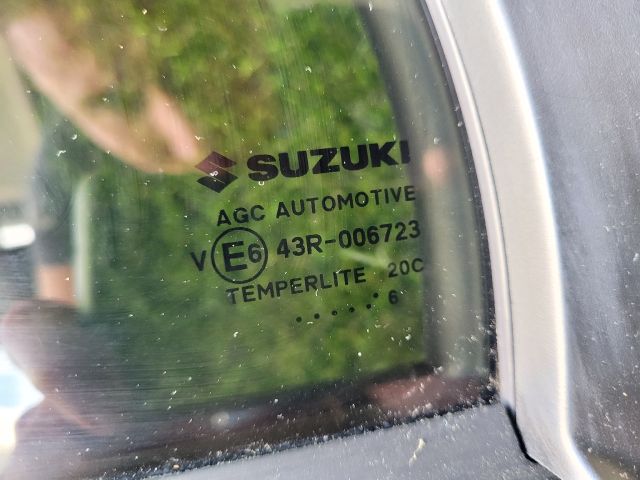 SUZUKI
AGC AUTOMOTIVE
V E6 43R-006723
TEMPERLITE 20C
. . . . . : 6